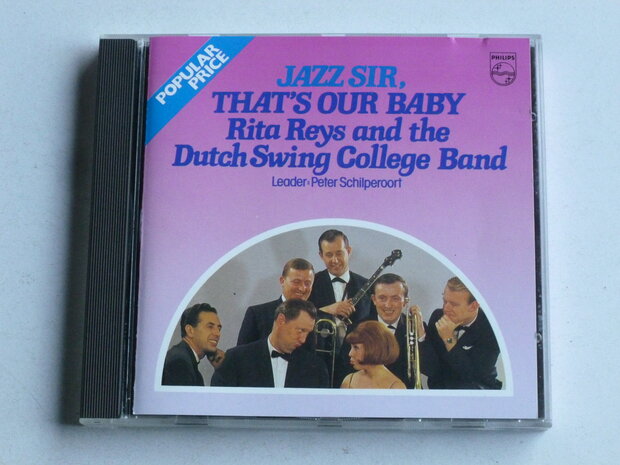 POPULAR
PRICE
JAZZ SIR,
THAT'S OUR BABY
Rita Reys and the
Dutch Swing College Band
Leader: Peter Schilperoort
PHILIPS